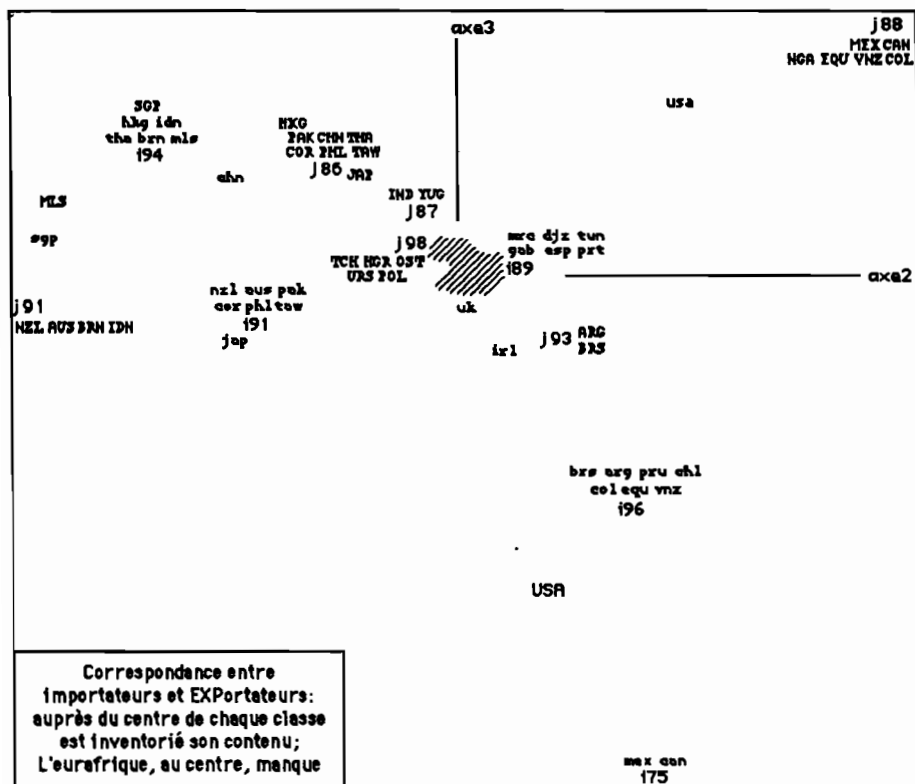 j88
axe3
MEX CAN
NGA EQU VNZ COL
usa
SGP
hkg idn
tha brn mls
i94
HKG
PAK CHN THA
COR PHL TAW
j86 JAP
chn
IND YUG
j87
MLS
sgp
j98
TCH HGR OST
URS POL
mrc djz tun
gab esp prt
i89
axe2
nzl aus pak
cor phl taw
i91
jap
j91
NZL AUS BRN IDN
uk
irl
j93 ARG
BRS
brs arg pru chl
col equ vnz
i96
USA
Correspondance entre
importateurs et EXPortateurs:
auprès du centre de chaque classe
est inventorié son contenu;
L'eurafrique, au centre, manque
mex can
i75